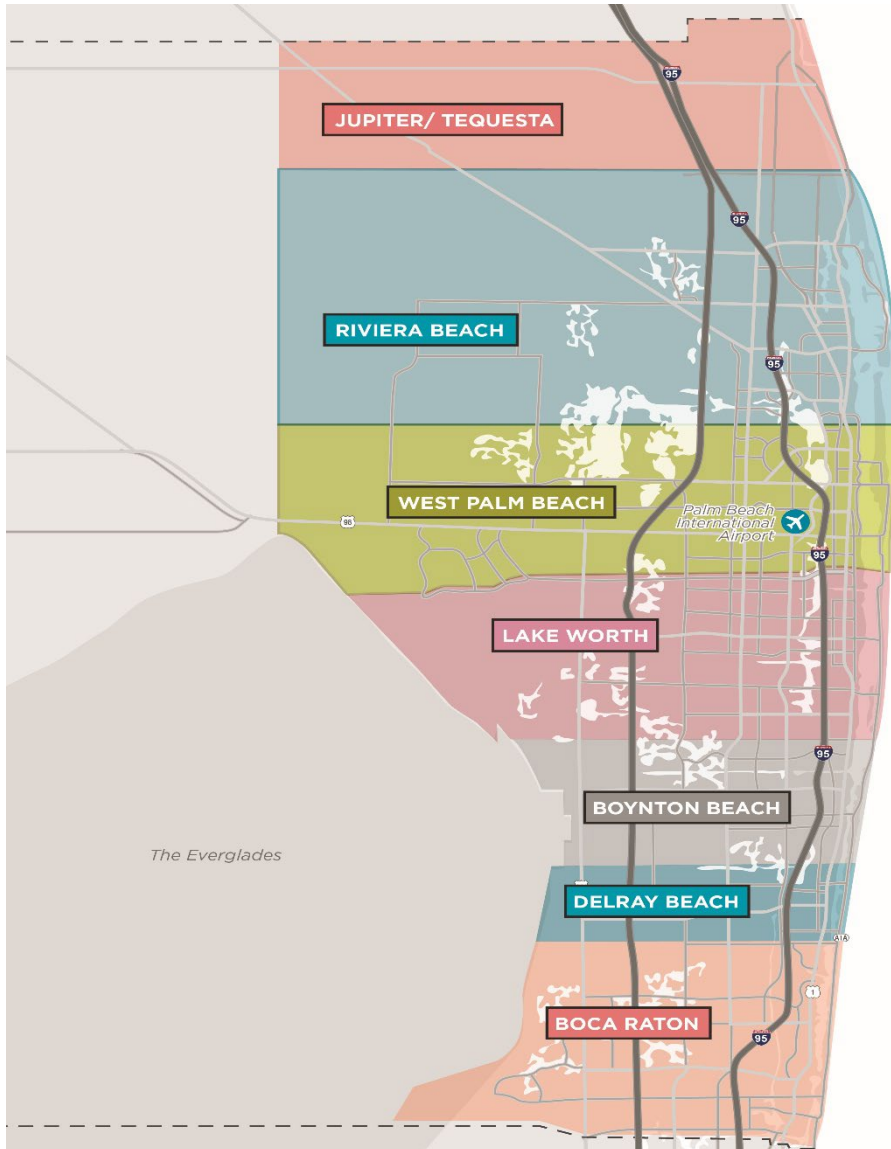 95
JUPITER/ TEQUESTA
95
RIVIERA BEACH
95
WEST PALM BEACH
Palm Beach
International
Airport
98
95
LAKE WORTH
95
BOYNTON BEACH
The Everglades
DELRAY BEACH
A1A
1
BOCA RATON
95